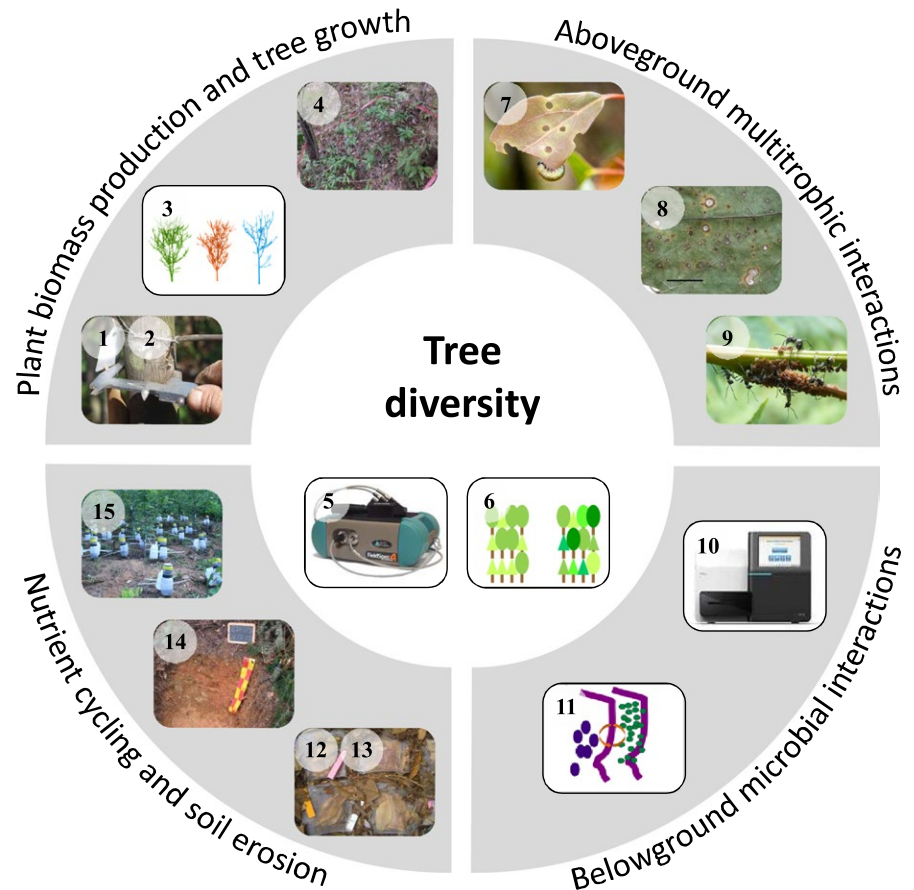 Plant biomass production and tree growth
Aboveground multitrophic interactions
4
7
3
8
1
2
9
Tree
diversity
5
6
15
10
14
11
12
13
Nutrient cycling and soil erosion
Belowground microbial interactions